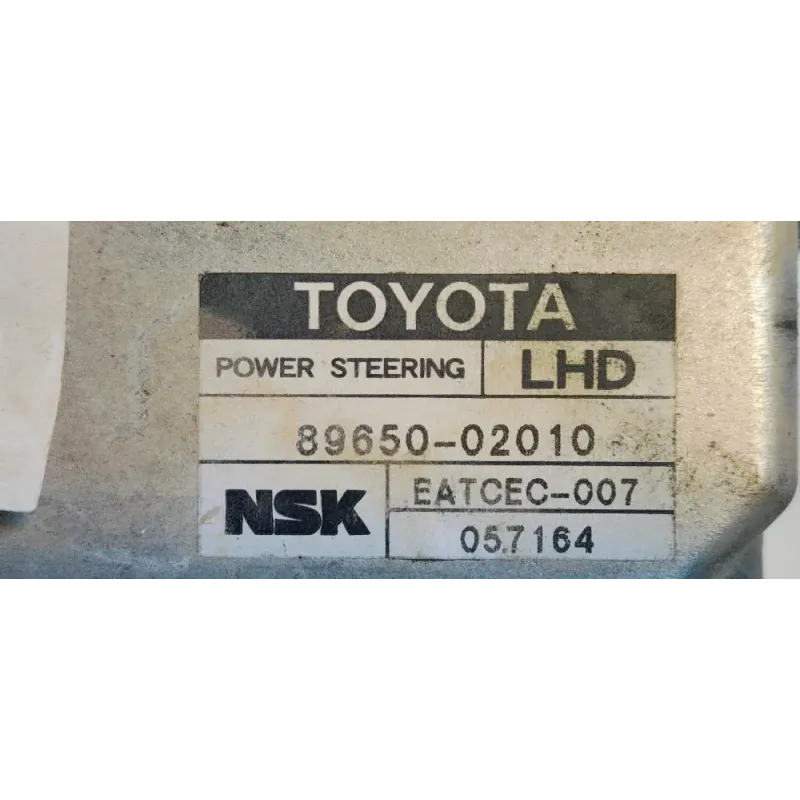 TOYOTA
POWER STEERING LHD
89650-02010
NSK EATCEC-007
057164